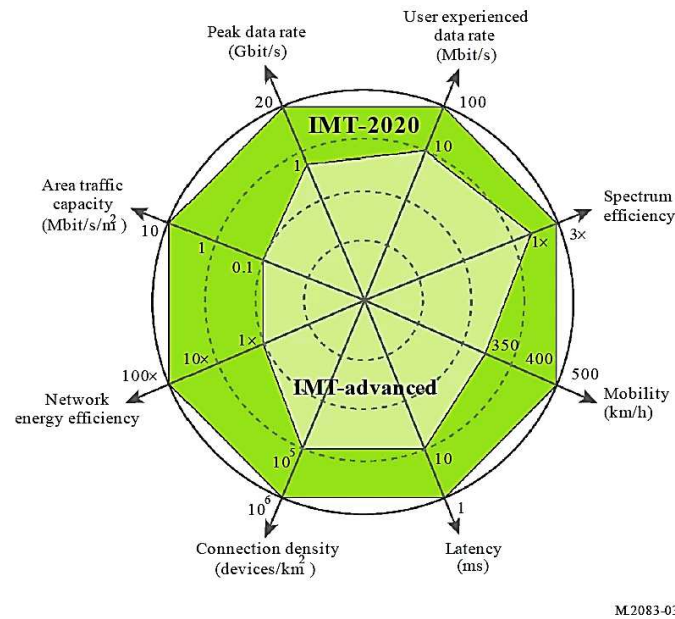 Peak data rate
(Gbit/s)
User experienced
data rate
(Mbit/s)
20
100
IMT-2020
1
10
Area traffic
capacity
(Mbit/s/m²)
Spectrum
efficiency
10
1
0.1
1×
3×
1×
10×
100×
350
400
500
Network
energy efficiency
Mobility
(km/h)
IMT-advanced
10⁵
10
10⁶
1
Connection density
(devices/km²)
Latency
(ms)
M.2083-03